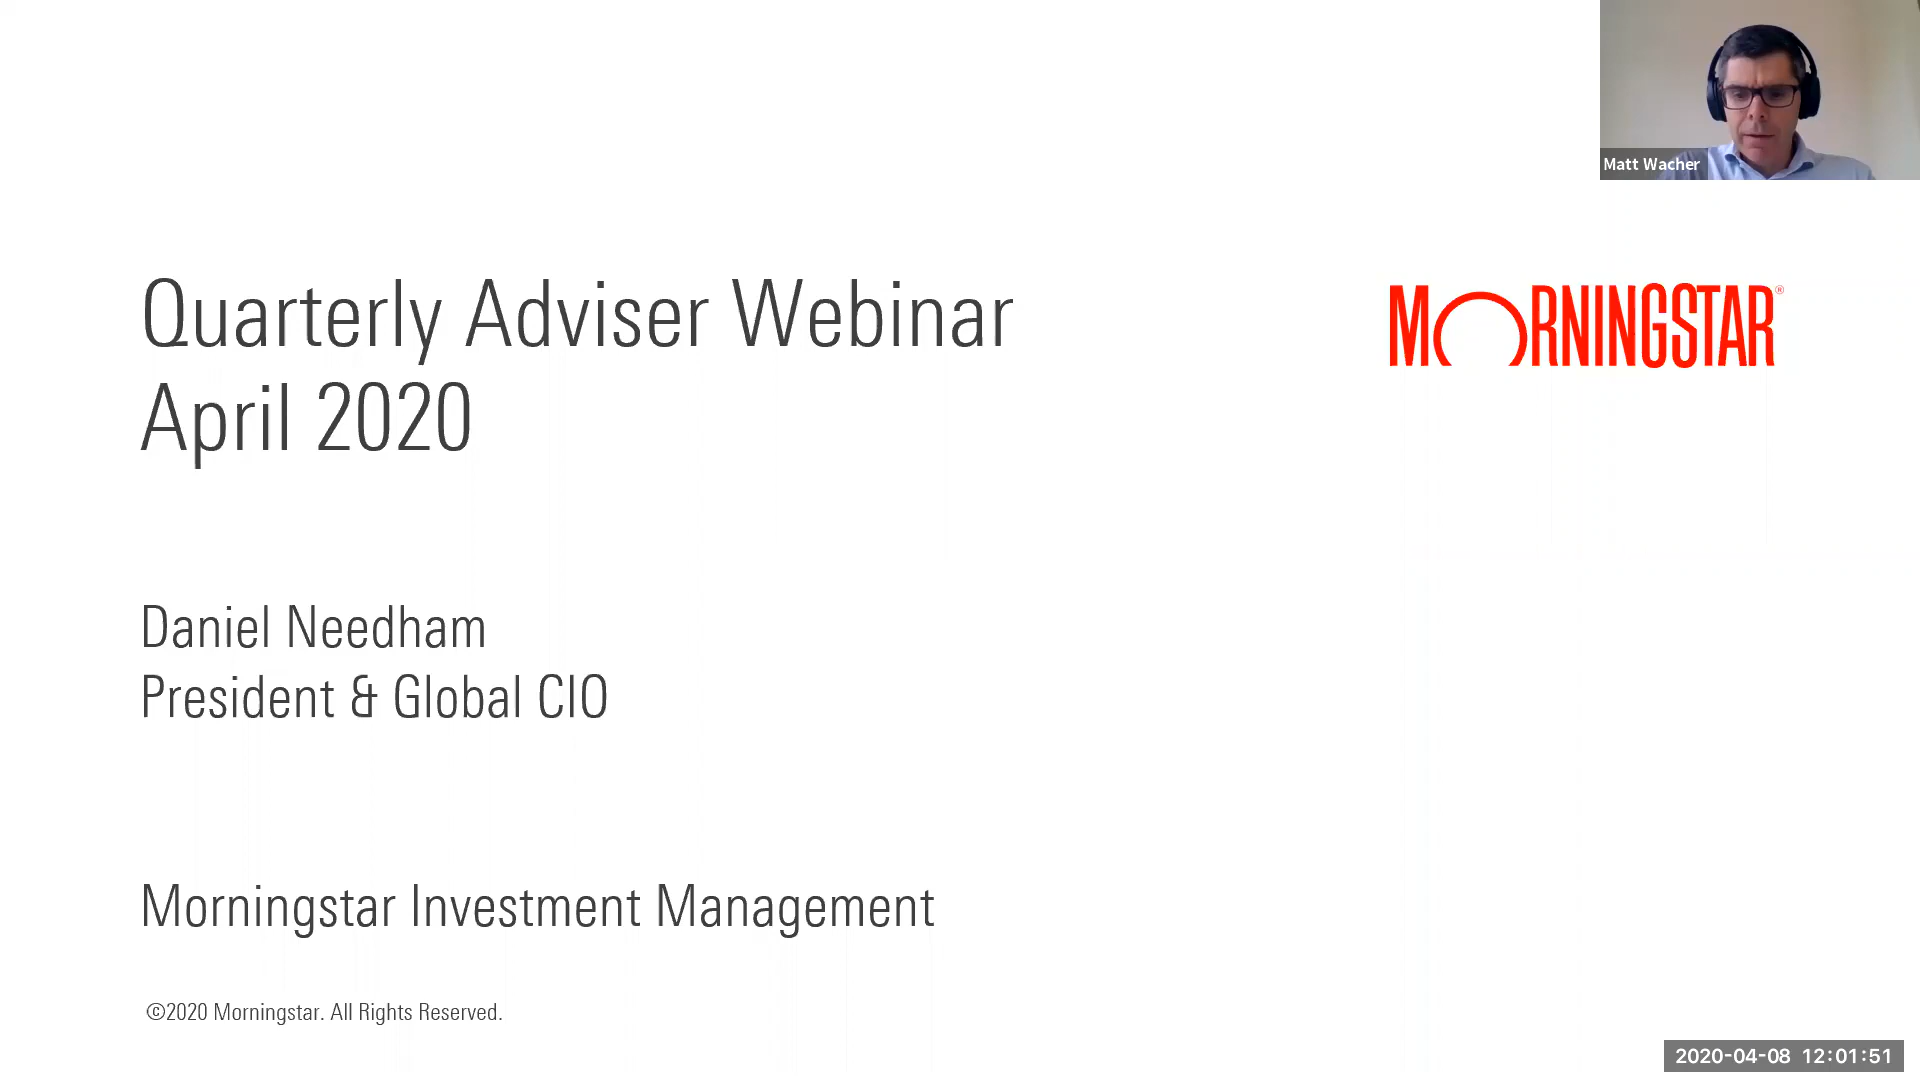 Matt Wacher
Quarterly Adviser Webinar
April 2020
MORNINGSTAR®
Daniel Needham
President & Global CIO
Morningstar Investment Management
©2020 Morningstar. All Rights Reserved.
2020-04-08 12:01:51